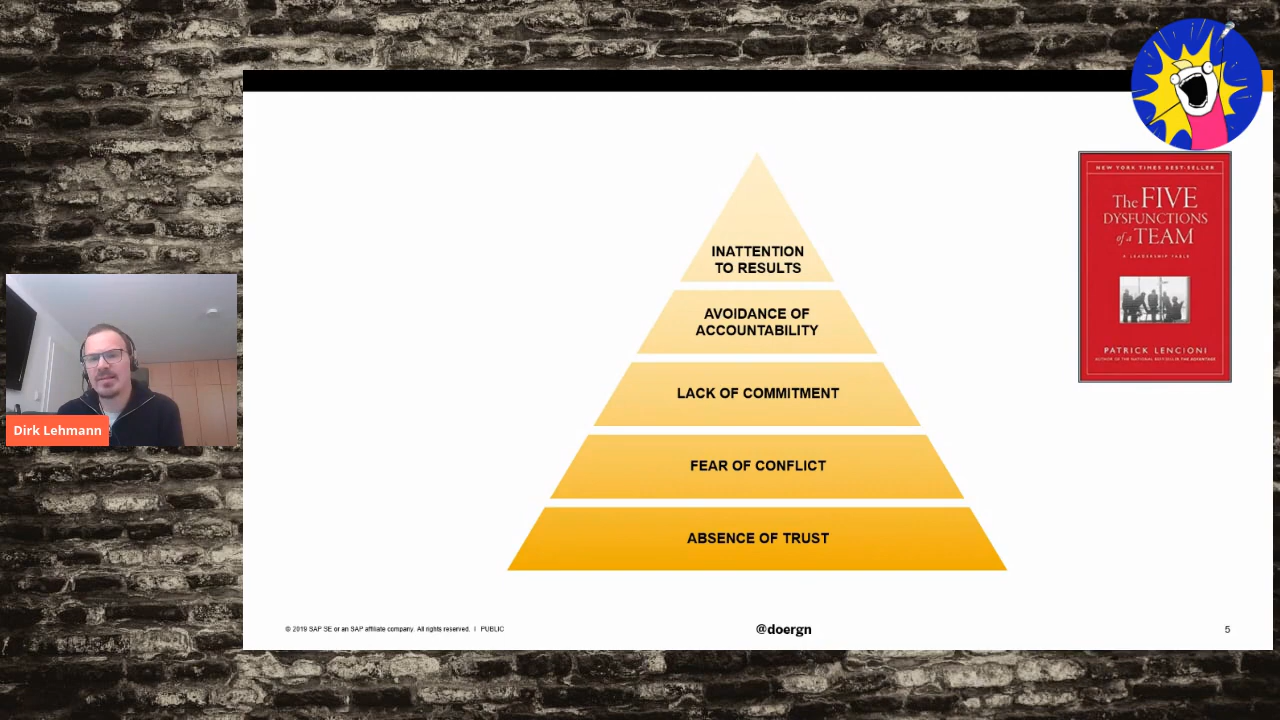 INATTENTION
TO RESULTS
AVOIDANCE OF
ACCOUNTABILITY
LACK OF COMMITMENT
FEAR OF CONFLICT
ABSENCE OF TRUST
NEW YORK TIMES BEST-SELLER
The FIVE
DYSFUNCTIONS
of a TEAM
A LEADERSHIP FABLE
PATRICK LENCIONI
AUTHOR OF THE NATIONAL BESTSELLER THE ADVANTAGE
Dirk Lehmann
© 2019 SAP SE or an SAP affiliate company. All rights reserved. ǀ PUBLIC
@doergn
5